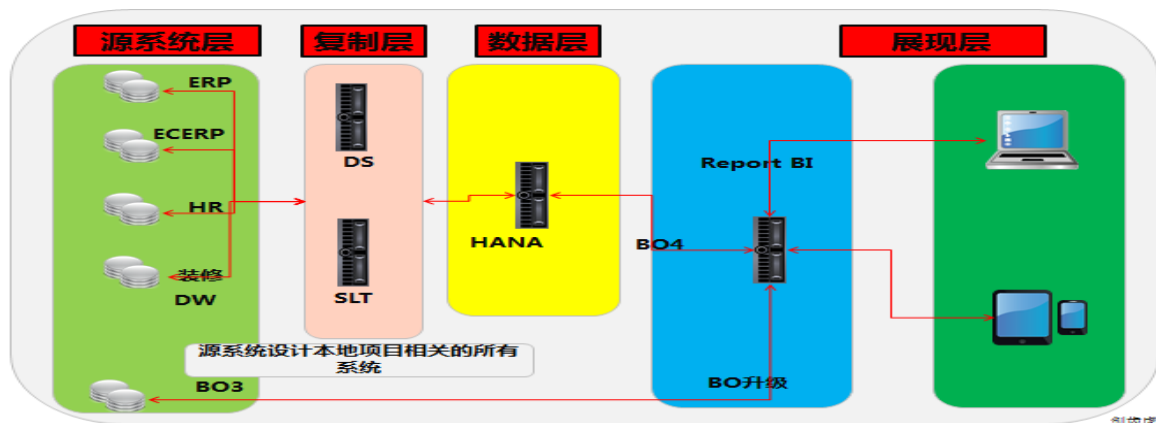 源系统层
复制层
数据层
展现层
ERP
ECERP
HR
装修
DW
BO3
DS
SLT
HANA
BO4
Report BI
BO升级
源系统设计本地项目相关的所有
系统